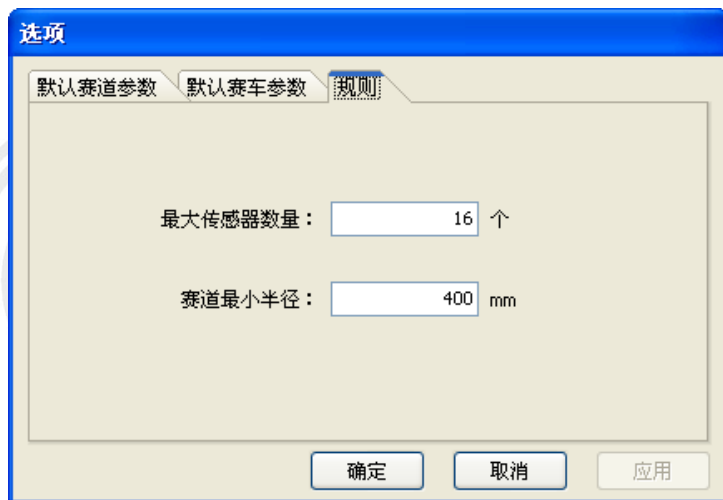 选项
默认赛道参数 默认赛车参数 规则
最大传感器数量： 16 个
赛道最小半径： 400 mm
确定 取消 应用